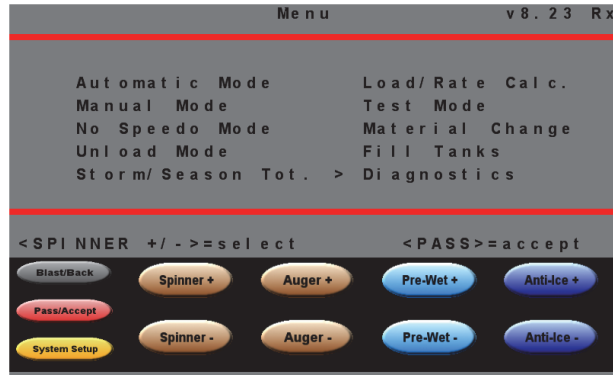 Menu v8.23 Rx
Automatic Mode Load/Rate Calc.
Manual Mode Test Mode
No Speedo Mode Material Change
Unload Mode Fill Tanks
Storm/Season Tot. > Diagnostics
<SPINNER +/->=select <PASS>=accept
Blast/Back Spinner + Auger + Pre-Wet + Anti-Ice +
Pass/Accept
System Setup Spinner - Auger - Pre-Wet - Anti-Ice -